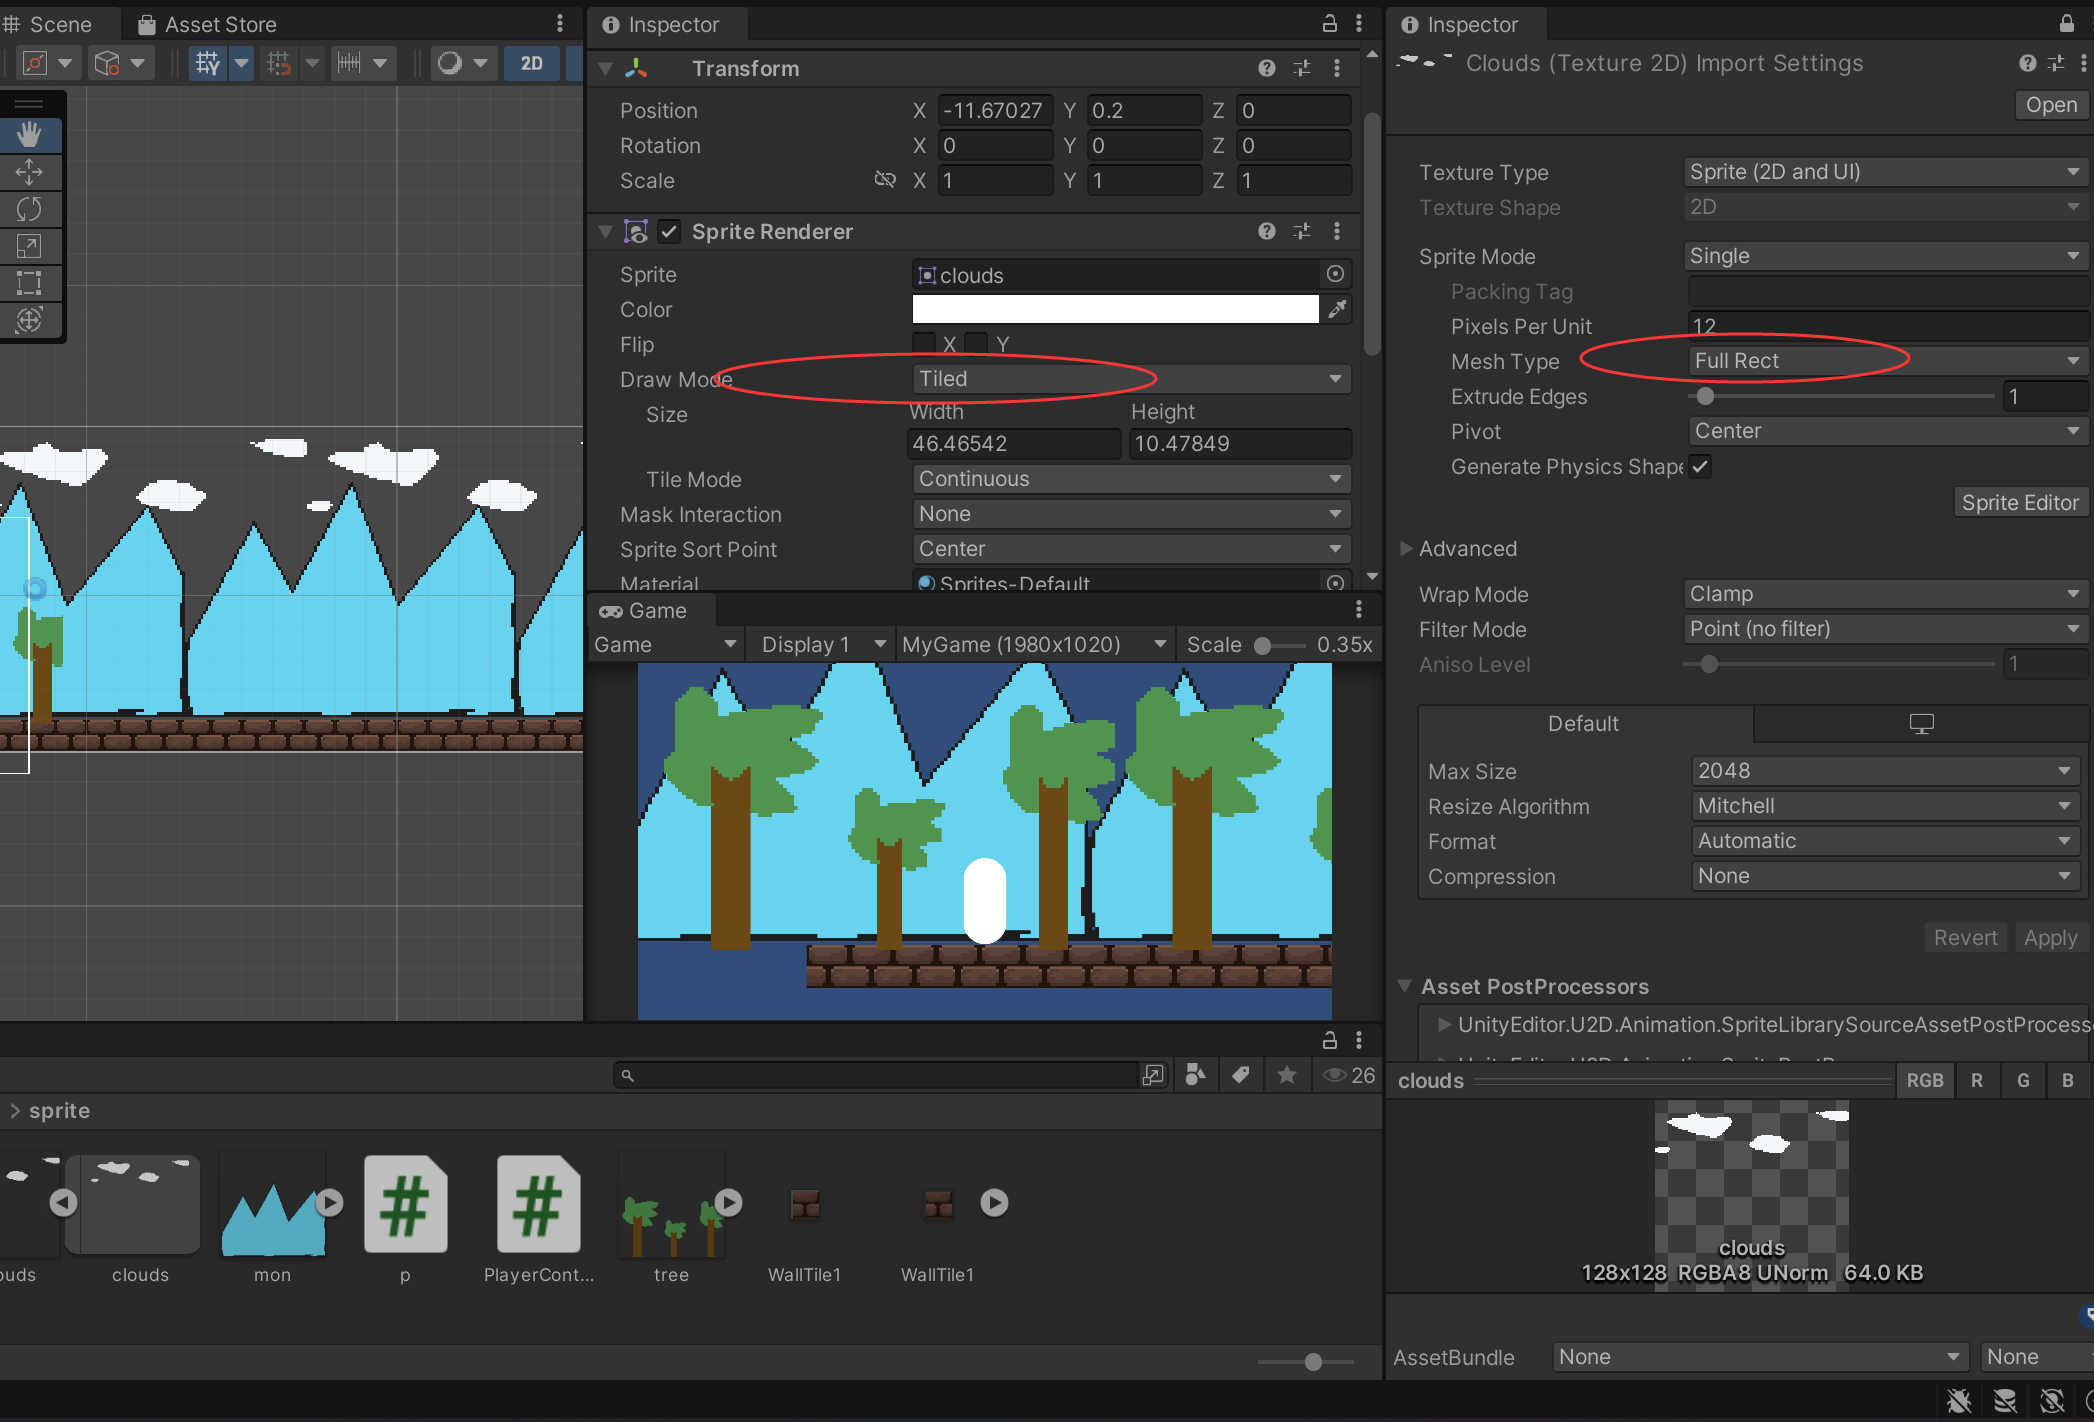 Scene
Asset Store
2D
Inspector
Transform
Position X -11.67027 Y 0.2 Z 0
Rotation X 0 Y 0 Z 0
Scale X 1 Y 1 Z 1
Sprite Renderer
Sprite clouds
Color
Flip X Y
Draw Mode Tiled
Size Width Height
46.46542 10.47849
Tile Mode Continuous
Mask Interaction None
Sprite Sort Point Center
Material Sprites-Default
Game
Game Display 1 MyGame (1980x1020) Scale 0.35x
Inspector
Clouds (Texture 2D) Import Settings
Open
Texture Type Sprite (2D and UI)
Texture Shape 2D
Sprite Mode Single
Packing Tag
Pixels Per Unit 12
Mesh Type Full Rect
Extrude Edges 1
Pivot Center
Generate Physics Shape
Sprite Editor
Advanced
Wrap Mode Clamp
Filter Mode Point (no filter)
Aniso Level 1
Default
Max Size 2048
Resize Algorithm Mitchell
Format Automatic
Compression None
Revert Apply
Asset PostProcessors
UnityEditor.U2D.Animation.SpriteLibrarySourceAssetPostProcess
clouds RGB R G B
clouds
128x128 RGBA8 UNorm 64.0 KB
AssetBundle None None
26
sprite
ouds clouds mon p PlayerCont... tree WallTile1 WallTile1